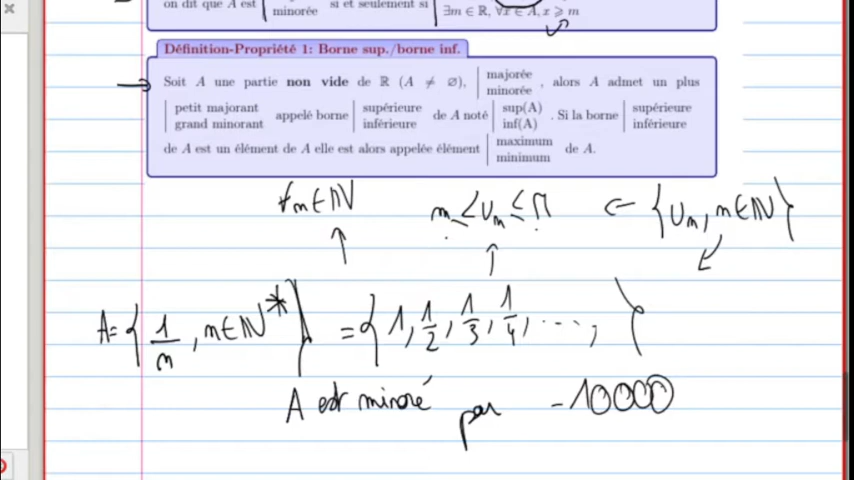 on dit que A est | minorée si et seulement si | ∃m ∈ ℝ, ∀x ∈ A, x ⩾ m
Définition-Propriété 1: Borne sup./borne inf.
Soit A une partie non vide de ℝ (A ≠ ∅), | majorée / minorée , alors A admet un plus
| petit majorant / grand minorant appelé borne | supérieure / inférieure de A noté | sup(A) / inf(A) . Si la borne | supérieure / inférieure
de A est un élément de A elle est alors appelée élément | maximum / minimum de A.
∀n ∈ ℕ m ≤ Un ≤ M ← {Un, n ∈ ℕ}
A = {1/n, n ∈ ℕ*} = {1, 1/2, 1/3, 1/4, ..., }
A est minoré par -10000